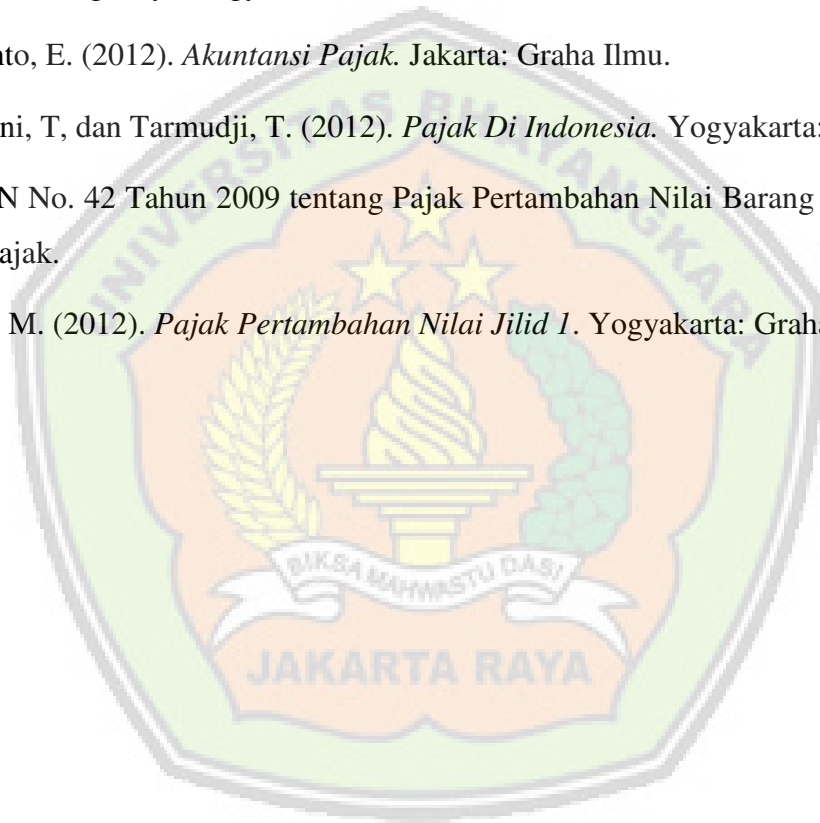 nto, E. (2012). Akuntansi Pajak. Jakarta: Graha Ilmu.
ni, T, dan Tarmudji, T. (2012). Pajak Di Indonesia. Yogyakarta:
N No. 42 Tahun 2009 tentang Pajak Pertambahan Nilai Barang
ajak.
M. (2012). Pajak Pertambahan Nilai Jilid 1. Yogyakarta: Graha
UNIVERSITAS BHAYANGKARA
BIKSA MAHWASTU DASI
JAKARTA RAYA